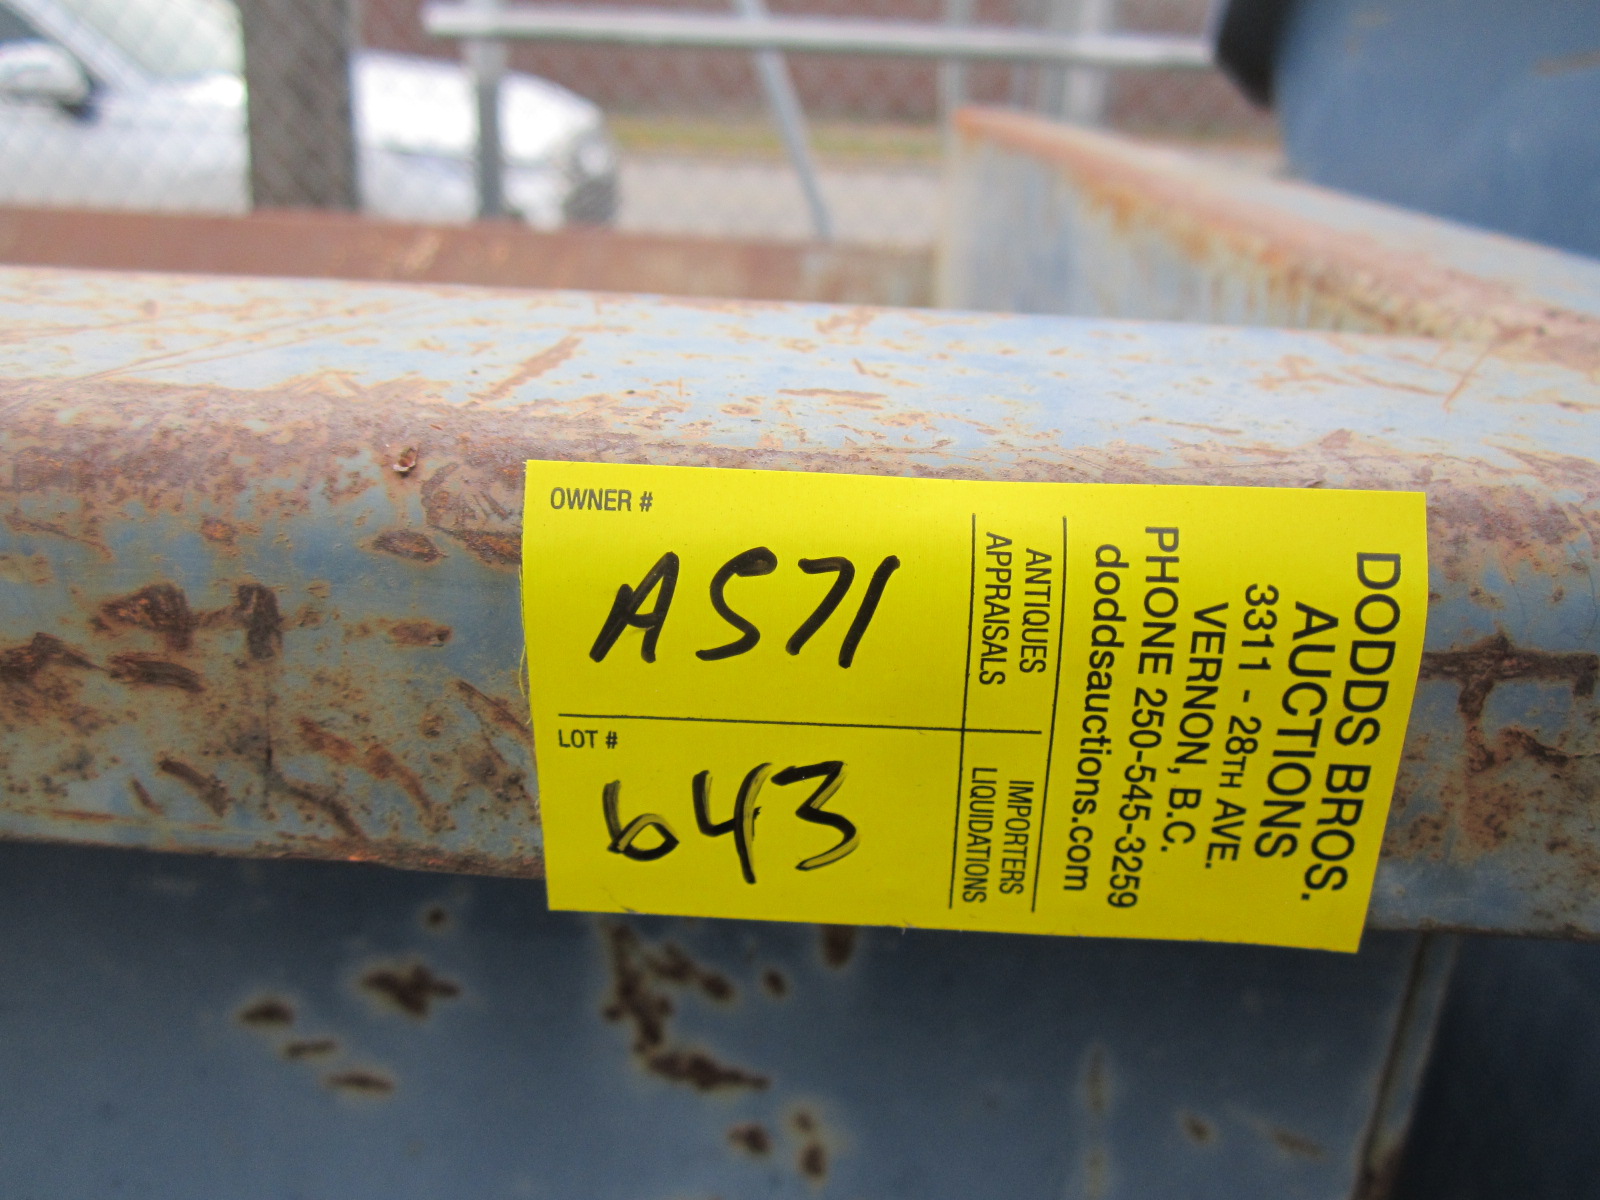 DODDS BROS.
AUCTIONS
3311 - 28TH AVE.
VERNON, B.C.
PHONE 250-545-3259
doddsauctions.com
ANTIQUES
APPRAISALS
IMPORTERS
LIQUIDATIONS
OWNER #
A571
LOT #
643